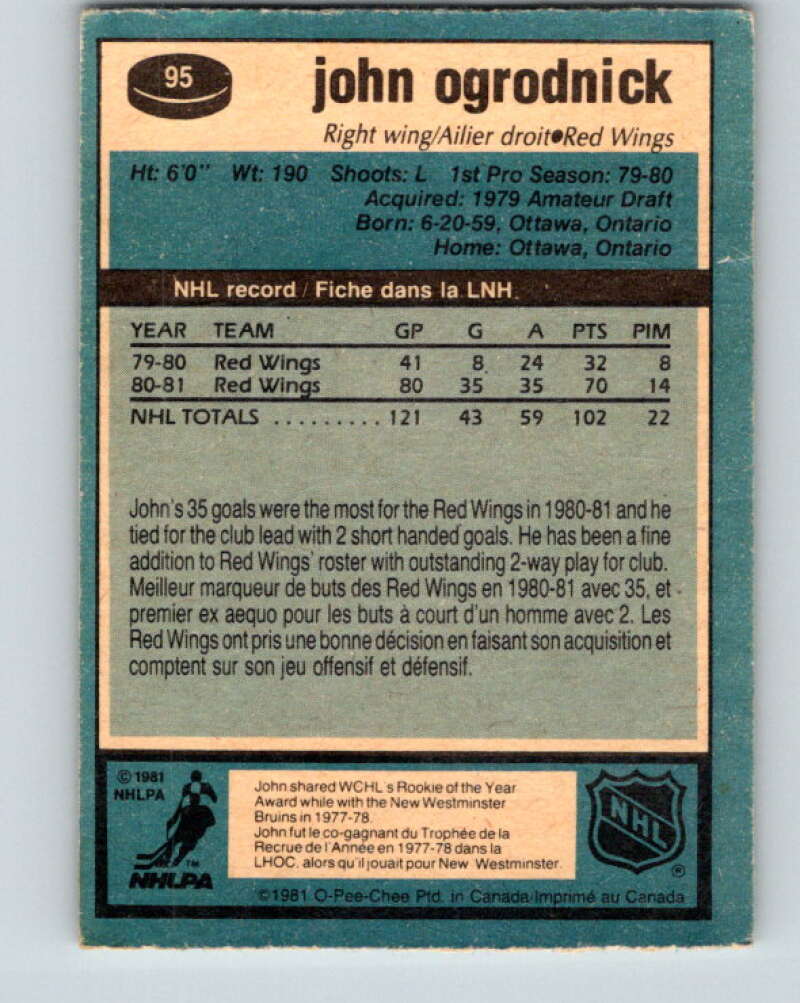 95
john ogrodnick
Right wing/Ailier droit•Red Wings
Ht: 6'0" Wt: 190 Shoots: L 1st Pro Season: 79-80
Acquired: 1979 Amateur Draft
Born: 6-20-59, Ottawa, Ontario
Home: Ottawa, Ontario
NHL record / Fiche dans la LNH
YEAR TEAM GP G A PTS PIM
79-80 Red Wings 41 8 24 32 8
80-81 Red Wings 80 35 35 70 14
NHL TOTALS ......... 121 43 59 102 22
John's 35 goals were the most for the Red Wings in 1980-81 and he
tied for the club lead with 2 short handed goals. He has been a fine
addition to Red Wings' roster with outstanding 2-way play for club.
Meilleur marqueur de buts des Red Wings en 1980-81 avec 35, et
premier ex aequo pour les buts à court d'un homme avec 2. Les
Red Wings ont pris une bonne décision en faisant son acquisition et
comptent sur son jeu offensif et défensif.
© 1981
NHLPA
TM
NHLPA
John shared WCHL's Rookie of the Year
Award while with the New Westminster
Bruins in 1977-78.
John fut le co-gagnant du Trophée de la
Recrue de l'Année en 1977-78 dans la
LHOC. alors qu'il jouait pour New Westminster.
NHL
®
©1981 O-Pee-Chee Ptd. in Canada/Imprimé au Canada